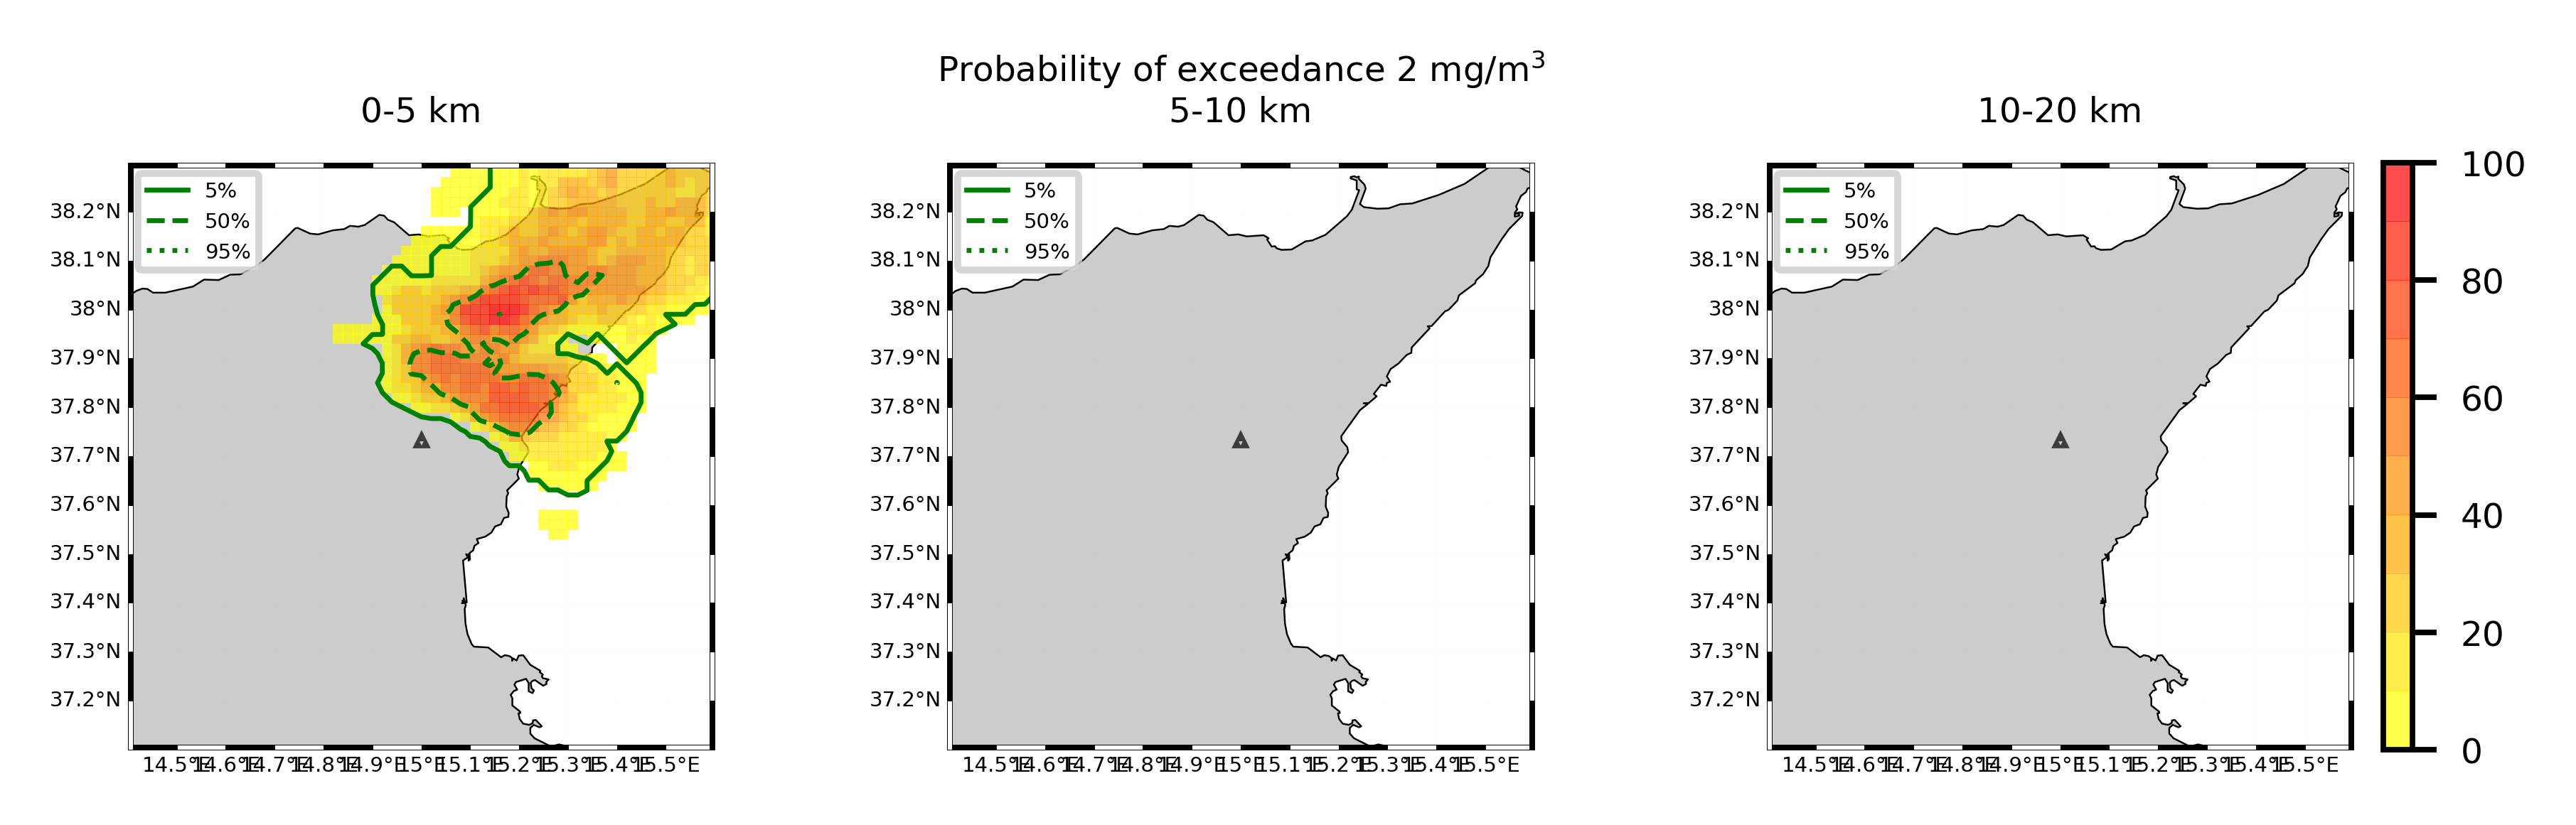 Probability of exceedance 2 mg/m³
0-5 km
5-10 km
10-20 km
5%
50%
95%
38.2°N
38.1°N
38°N
37.9°N
37.8°N
37.7°N
37.6°N
37.5°N
37.4°N
37.3°N
37.2°N
14.5°E 14.6°E 14.7°E 14.8°E 14.9°E 15°E 15.1°E 15.2°E 15.3°E 15.4°E 15.5°E
5%
50%
95%
38.2°N
38.1°N
38°N
37.9°N
37.8°N
37.7°N
37.6°N
37.5°N
37.4°N
37.3°N
37.2°N
14.5°E 14.6°E 14.7°E 14.8°E 14.9°E 15°E 15.1°E 15.2°E 15.3°E 15.4°E 15.5°E
5%
50%
95%
38.2°N
38.1°N
38°N
37.9°N
37.8°N
37.7°N
37.6°N
37.5°N
37.4°N
37.3°N
37.2°N
14.5°E 14.6°E 14.7°E 14.8°E 14.9°E 15°E 15.1°E 15.2°E 15.3°E 15.4°E 15.5°E
100
80
60
40
20
0